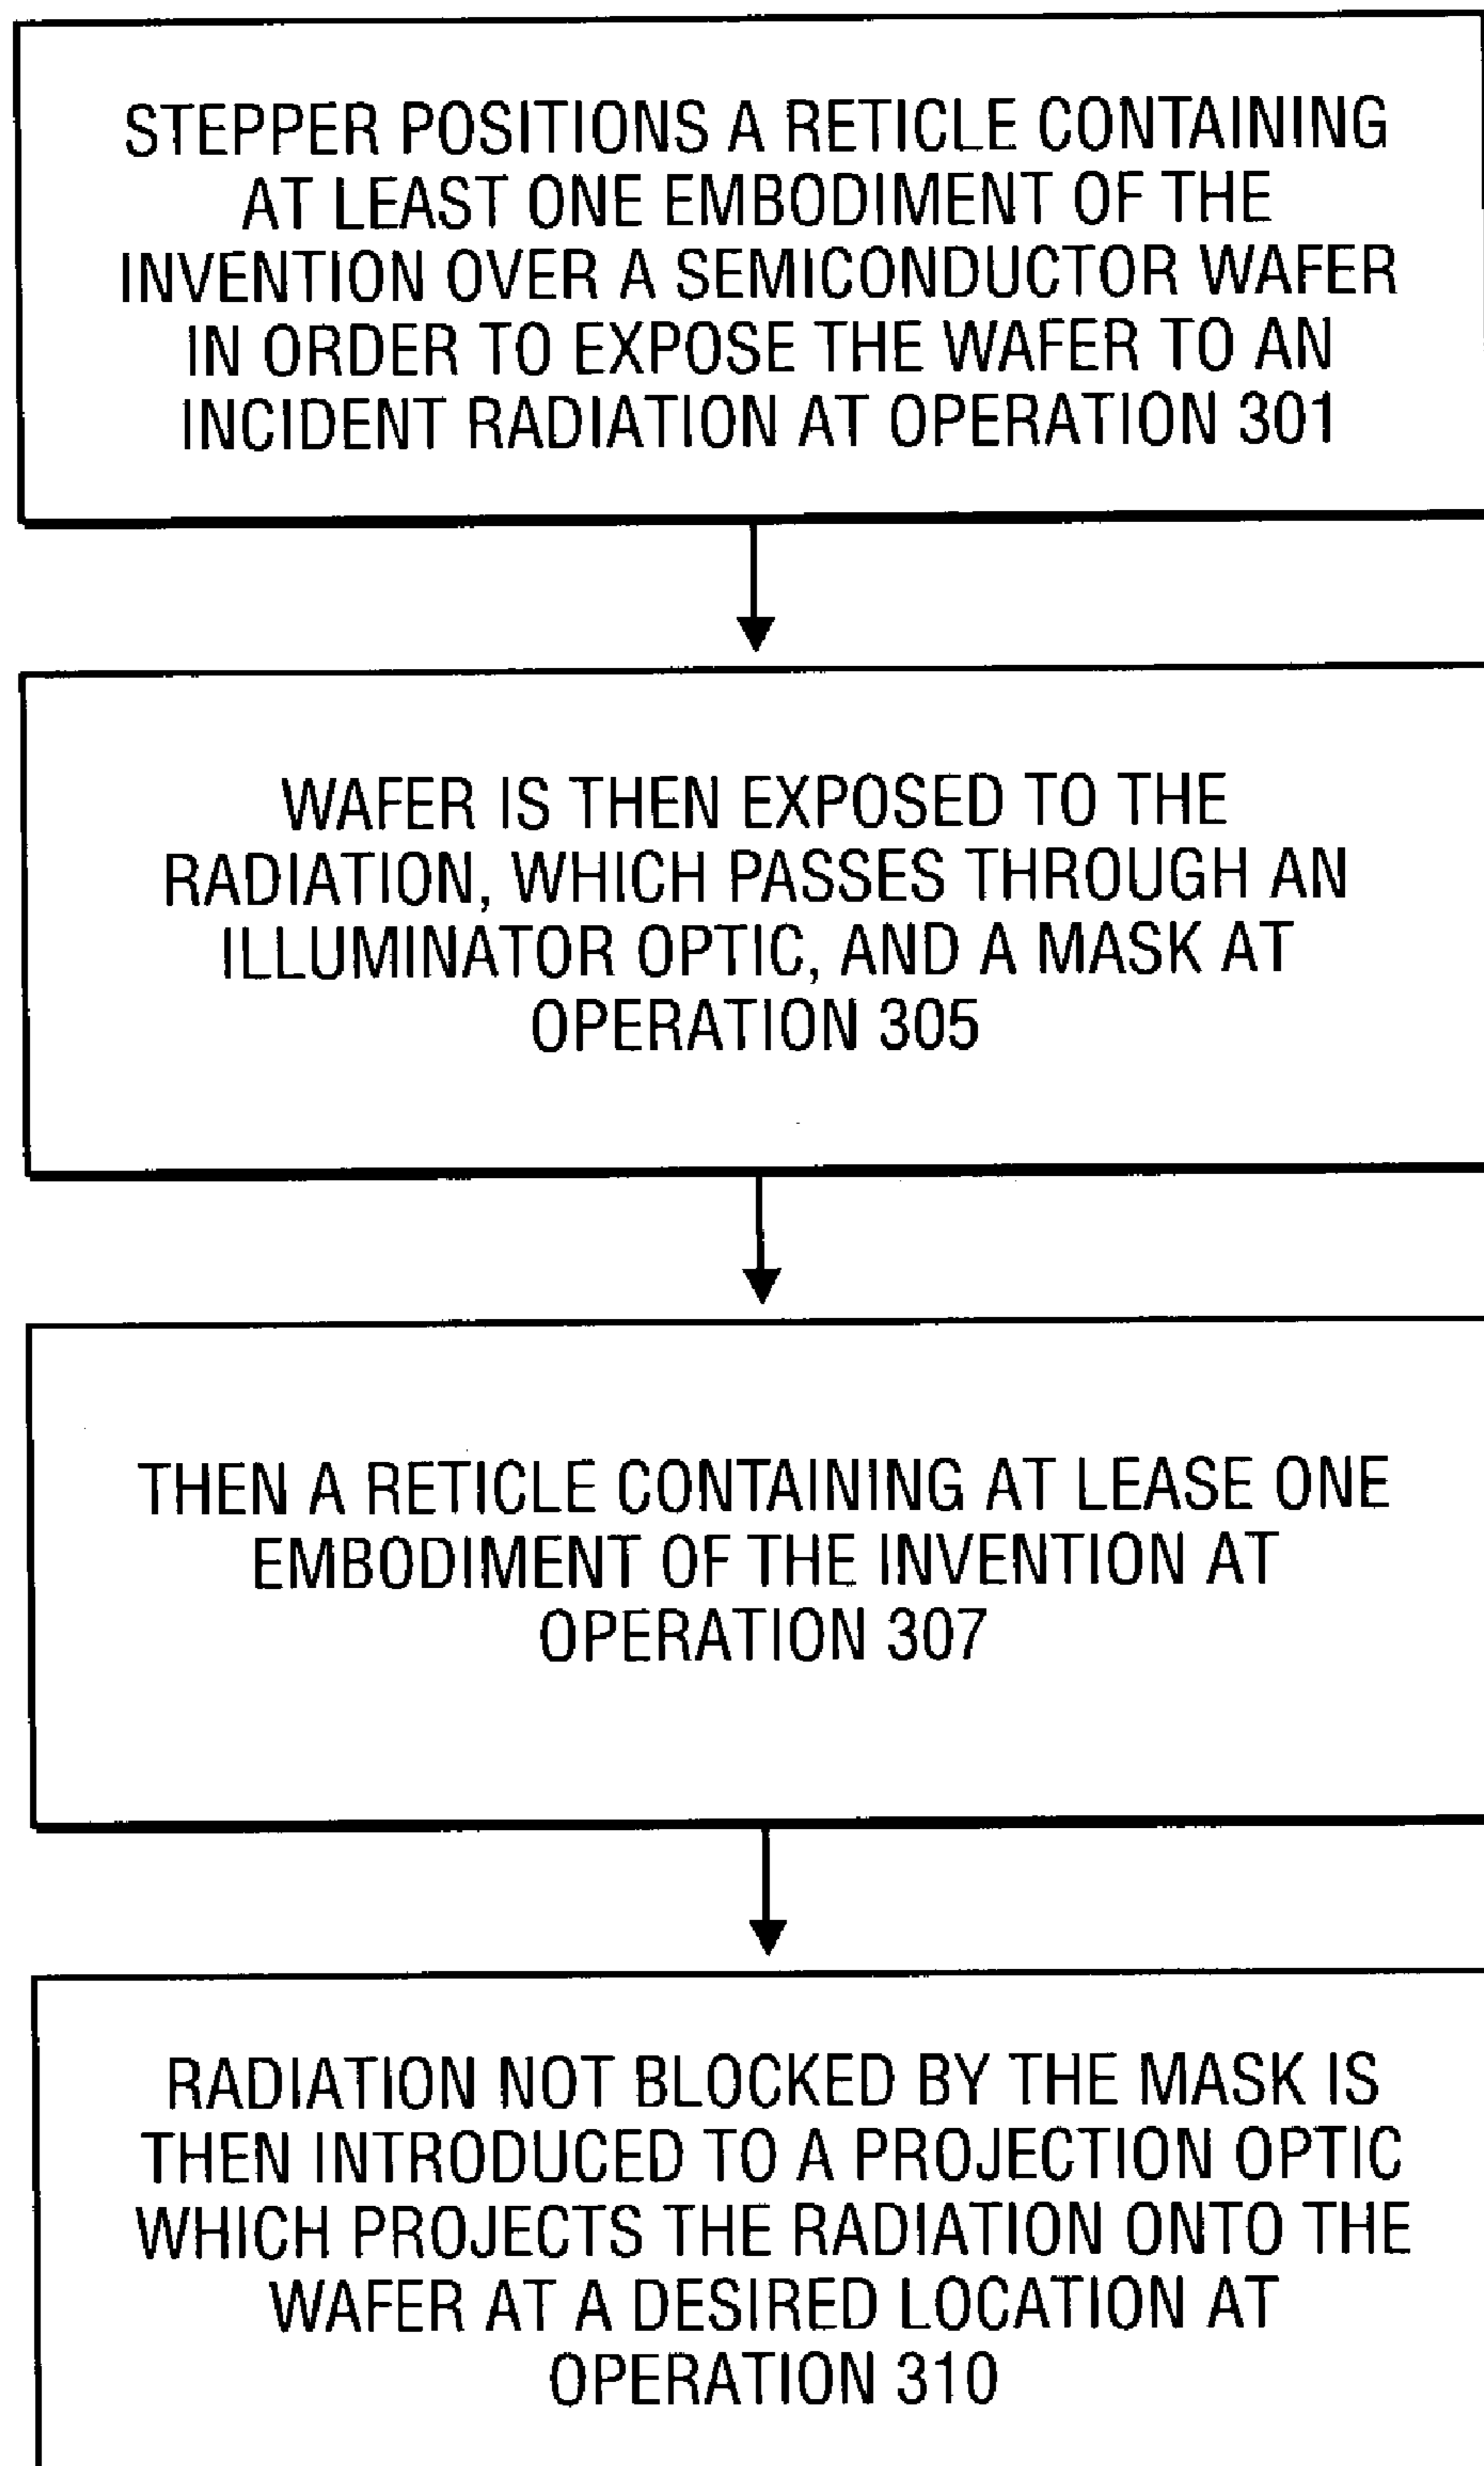 STEPPER POSITIONS A RETICLE CONTAINING
AT LEAST ONE EMBODIMENT OF THE
INVENTION OVER A SEMICONDUCTOR WAFER
IN ORDER TO EXPOSE THE WAFER TO AN
INCIDENT RADIATION AT OPERATION 301
WAFER IS THEN EXPOSED TO THE
RADIATION, WHICH PASSES THROUGH AN
ILLUMINATOR OPTIC, AND A MASK AT
OPERATION 305
THEN A RETICLE CONTAINING AT LEASE ONE
EMBODIMENT OF THE INVENTION AT
OPERATION 307
RADIATION NOT BLOCKED BY THE MASK IS
THEN INTRODUCED TO A PROJECTION OPTIC
WHICH PROJECTS THE RADIATION ONTO THE
WAFER AT A DESIRED LOCATION AT
OPERATION 310